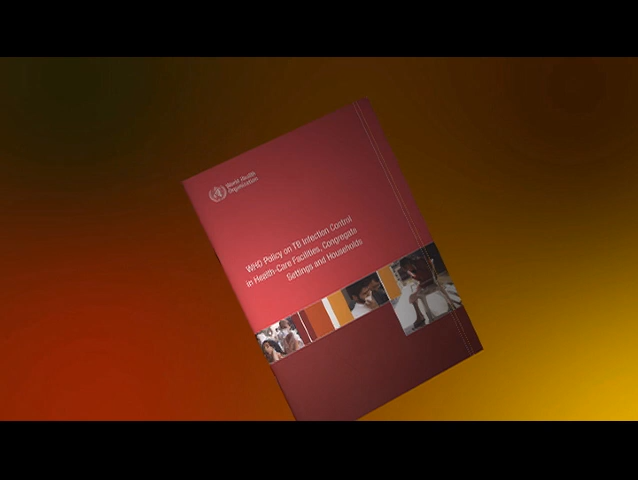 World Health
Organization
WHO Policy on TB Infection Control
in Health-Care Facilities, Congregate
Settings and Households